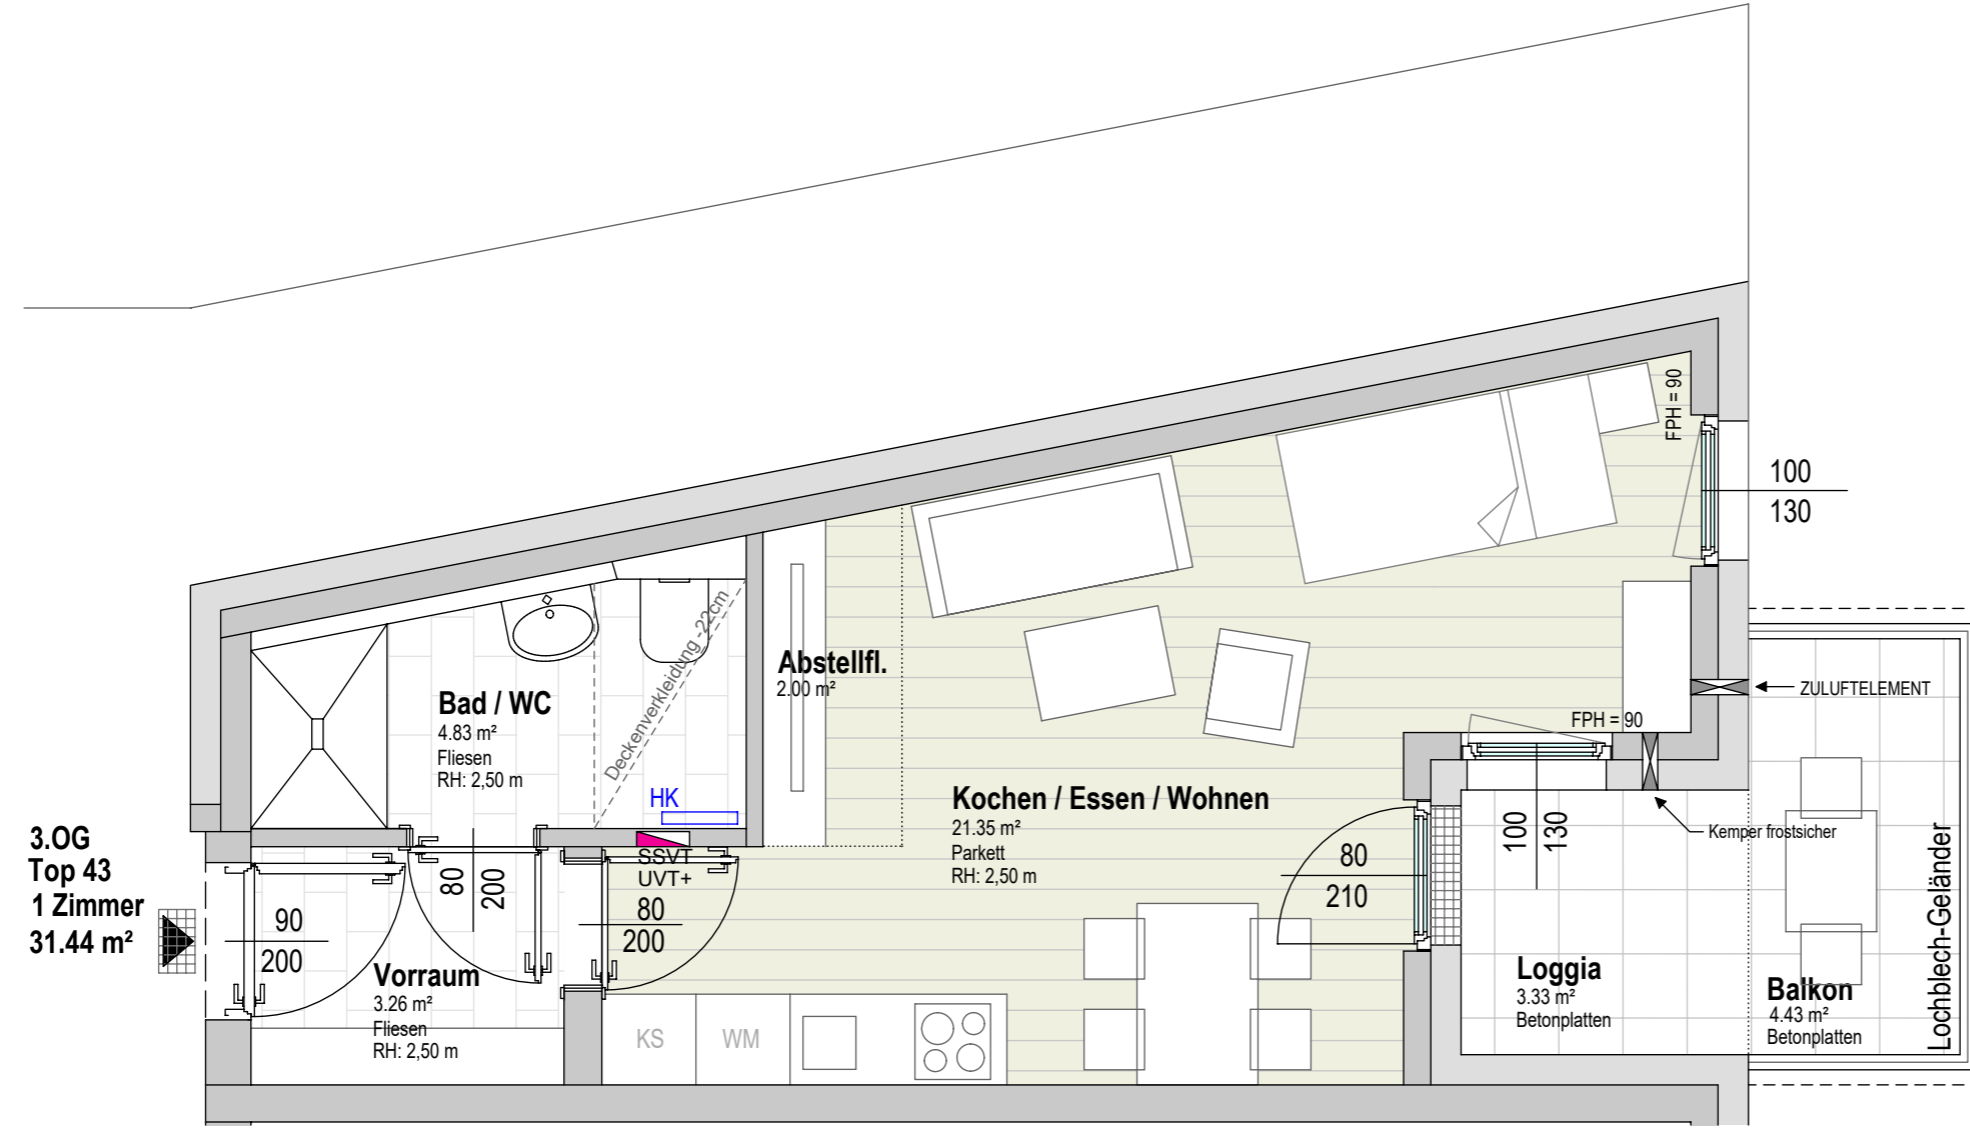 3.OG
Top 43
1 Zimmer
31.44 m²
90
200
Vorraum
3.26 m²
Fliesen
RH: 2,50 m
80
200
Bad / WC
4.83 m²
Fliesen
RH: 2,50 m
Deckenverkleidung -22cm
HK
SSVT
UVT+
80
200
KS
WM
Abstellfl.
2.00 m²
Kochen / Essen / Wohnen
21.35 m²
Parkett
RH: 2,50 m
80
210
FPH = 90
100
130
FPH = 90
100
130
ZULUFTELEMENT
Kemper frostsicher
Loggia
3.33 m²
Betonplatten
Balkon
4.43 m²
Betonplatten
Lochblech-Geländer